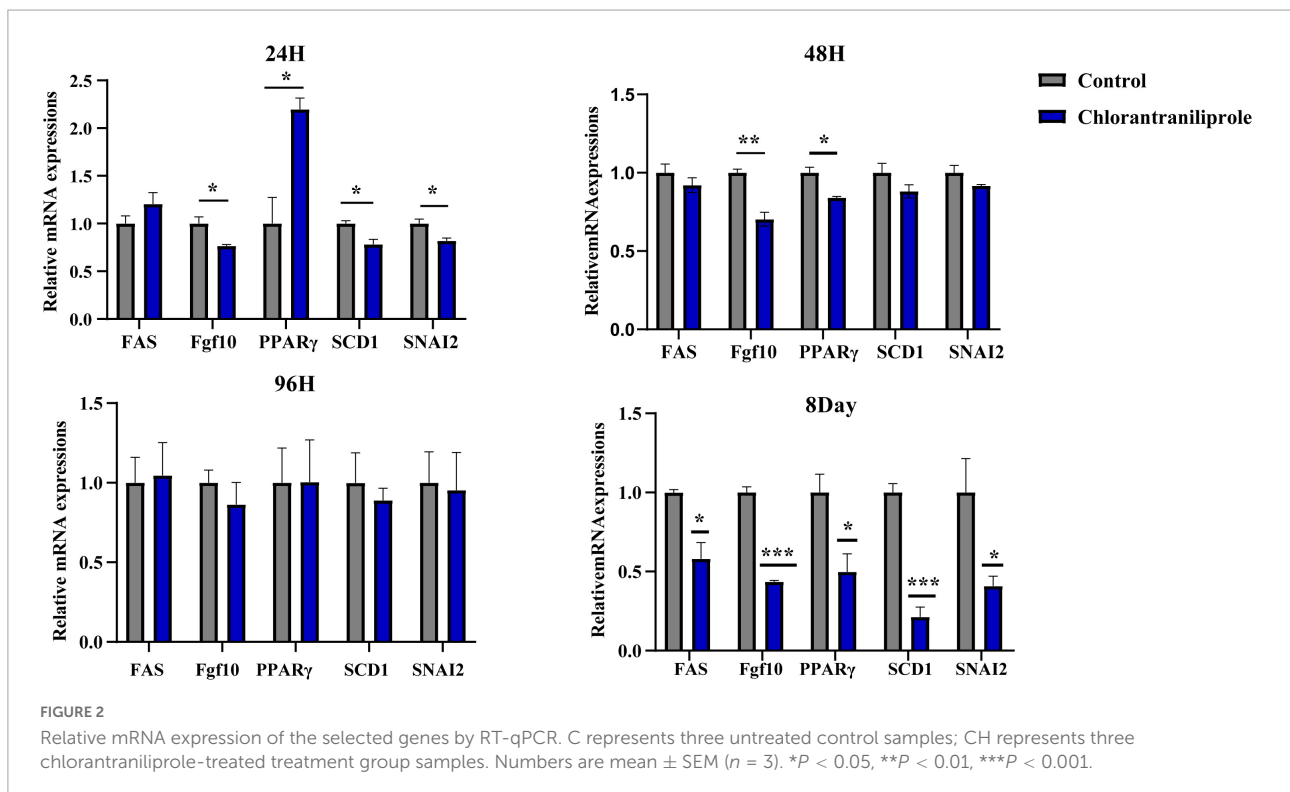 24H
Relative mRNA expressions
2.5
2.0
1.5
1.0
0.5
0.0
*
*
*
*
FAS Fgf10 PPARγ SCD1 SNAI2
48H
RelativemRNAexpressions
1.5
1.0
0.5
0.0
**
*
FAS Fgf10 PPARγ SCD1 SNAI2
Control
Chlorantraniliprole
96H
Relative mRNA expressions
1.5
1.0
0.5
0.0
FAS Fgf10 PPARγ SCD1 SNAI2
8Day
RelativemRNAexpressions
1.5
1.0
0.5
0.0
*
***
*
***
*
FAS Fgf10 PPARγ SCD1 SNAI2
FIGURE 2
Relative mRNA expression of the selected genes by RT-qPCR. C represents three untreated control samples; CH represents three
chlorantraniliprole-treated treatment group samples. Numbers are mean ± SEM (n = 3). *P < 0.05, **P < 0.01, ***P < 0.001.